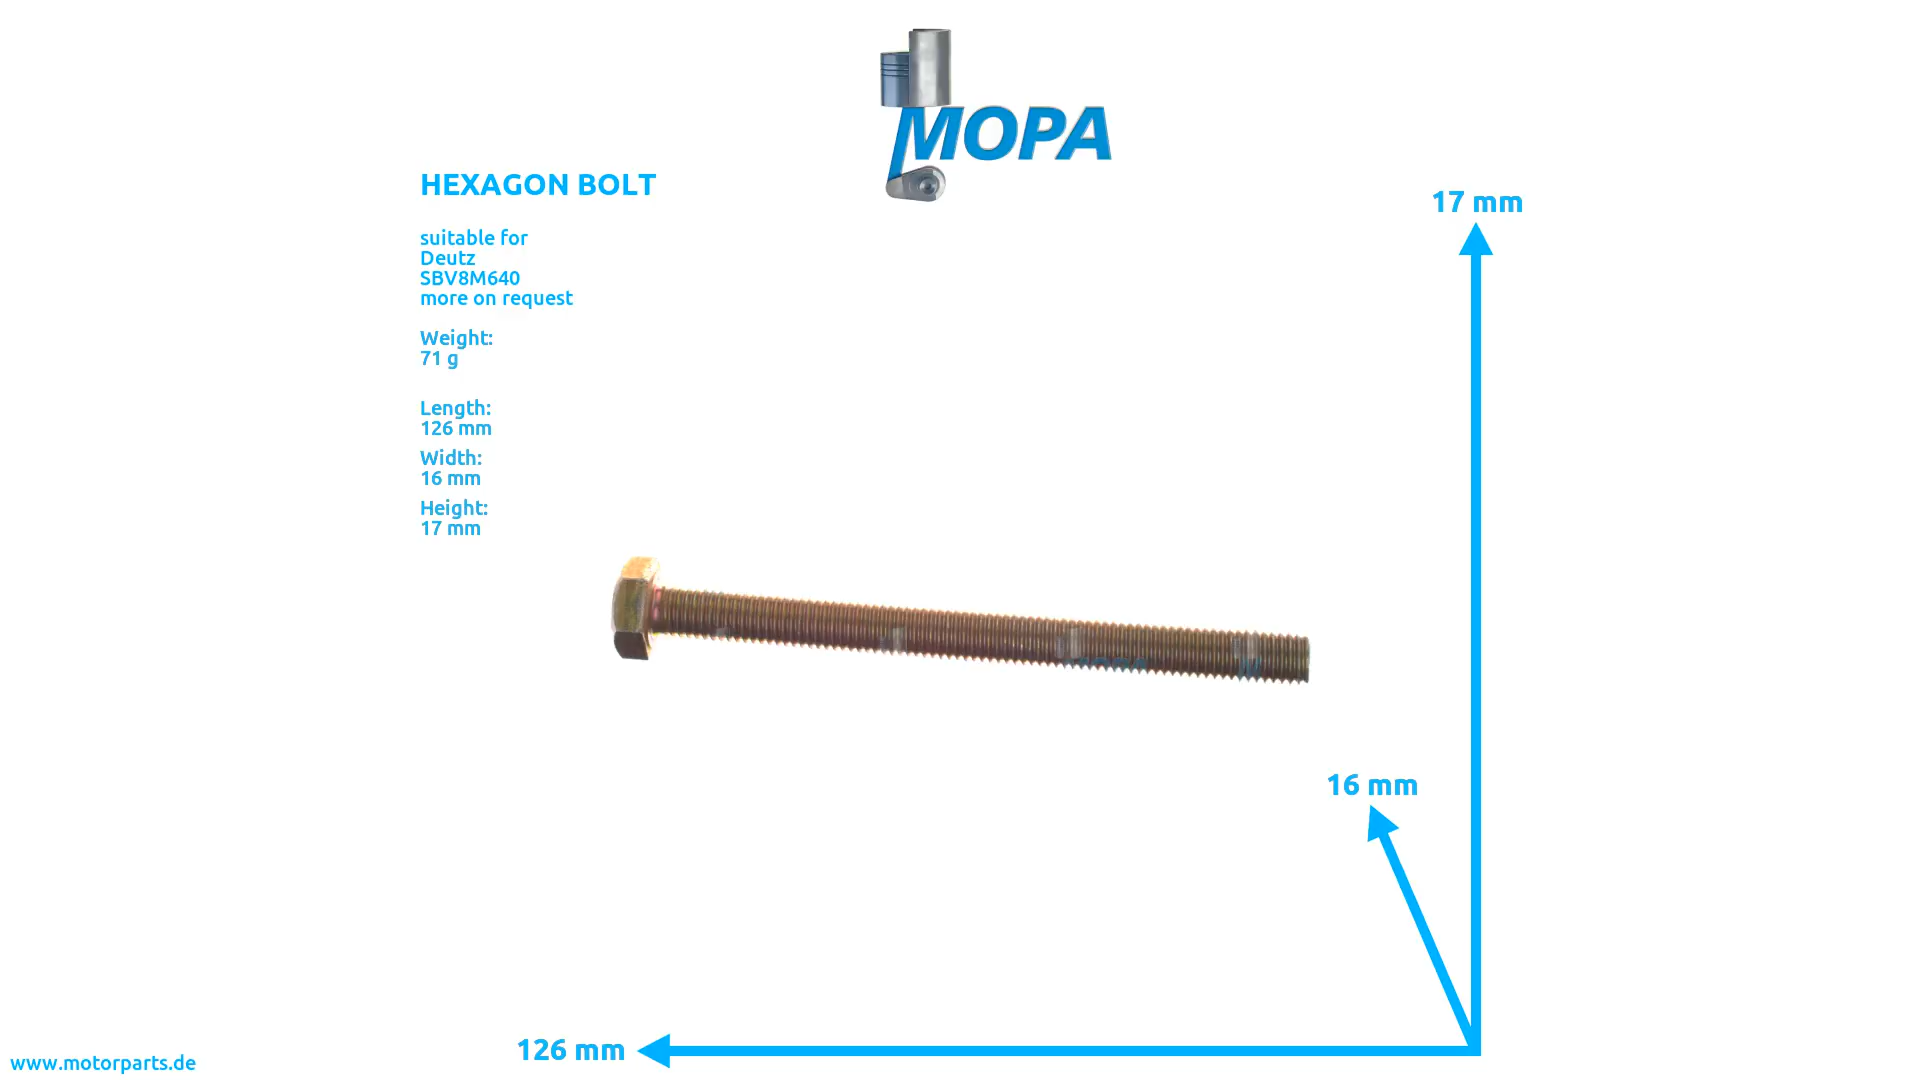 MOPA
HEXAGON BOLT
suitable for
Deutz
SBV8M640
more on request
Weight:
71 g
Length:
126 mm
Width:
16 mm
Height:
17 mm
17 mm
16 mm
126 mm
www.motorparts.de